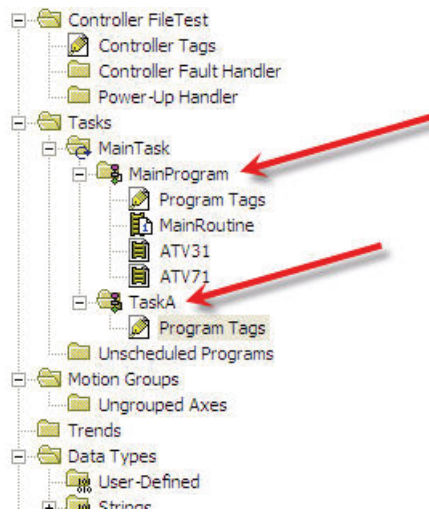 Controller FileTest
Controller Tags
Controller Fault Handler
Power-Up Handler
Tasks
MainTask
MainProgram
Program Tags
MainRoutine
ATV31
ATV71
TaskA
Program Tags
Unscheduled Programs
Motion Groups
Ungrouped Axes
Trends
Data Types
User-Defined
Strings